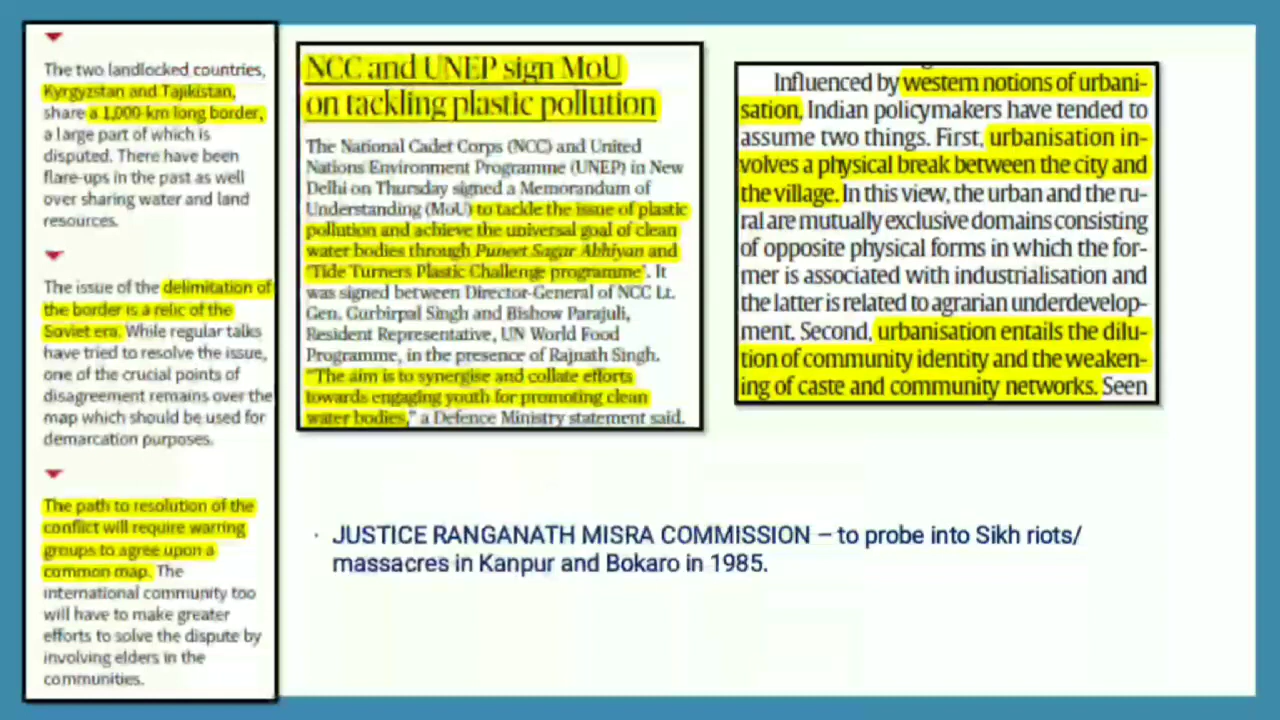 The two landlocked countries,
Kyrgyzstan and Tajikistan,
share a 1,000-km long border,
a large part of which is
disputed. There have been
flare-ups in the past as well
over sharing water and land
resources.
The issue of the delimitation of
the border is a relic of the
Soviet era. While regular talks
have tried to resolve the issue,
one of the crucial points of
disagreement remains over the
map which should be used for
demarcation purposes.
The path to resolution of the
conflict will require warring
groups to agree upon a
common map. The
international community too
will have to make greater
efforts to solve the dispute by
involving elders in the
communities.
NCC and UNEP sign MoU
on tackling plastic pollution
The National Cadet Corps (NCC) and United
Nations Environment Programme (UNEP) in New
Delhi on Thursday signed a Memorandum of
Understanding (MoU) to tackle the issue of plastic
pollution and achieve the universal goal of clean
water bodies through Puneet Sagar Abhiyan and
'Tide Turners Plastic Challenge programme'. It
was signed between Director-General of NCC Lt.
Gen. Gurbirpal Singh and Bishow Parajuli,
Resident Representative, UN World Food
Programme, in the presence of Rajnath Singh.
"The aim is to synergise and collate efforts
towards engaging youth for promoting clean
water bodies," a Defence Ministry statement said.
Influenced by western notions of urbani-
sation, Indian policymakers have tended to
assume two things. First, urbanisation in-
volves a physical break between the city and
the village. In this view, the urban and the ru-
ral are mutually exclusive domains consisting
of opposite physical forms in which the for-
mer is associated with industrialisation and
the latter is related to agrarian underdevelop-
ment. Second, urbanisation entails the dilu-
tion of community identity and the weaken-
ing of caste and community networks. Seen
· JUSTICE RANGANATH MISRA COMMISSION – to probe into Sikh riots/
massacres in Kanpur and Bokaro in 1985.